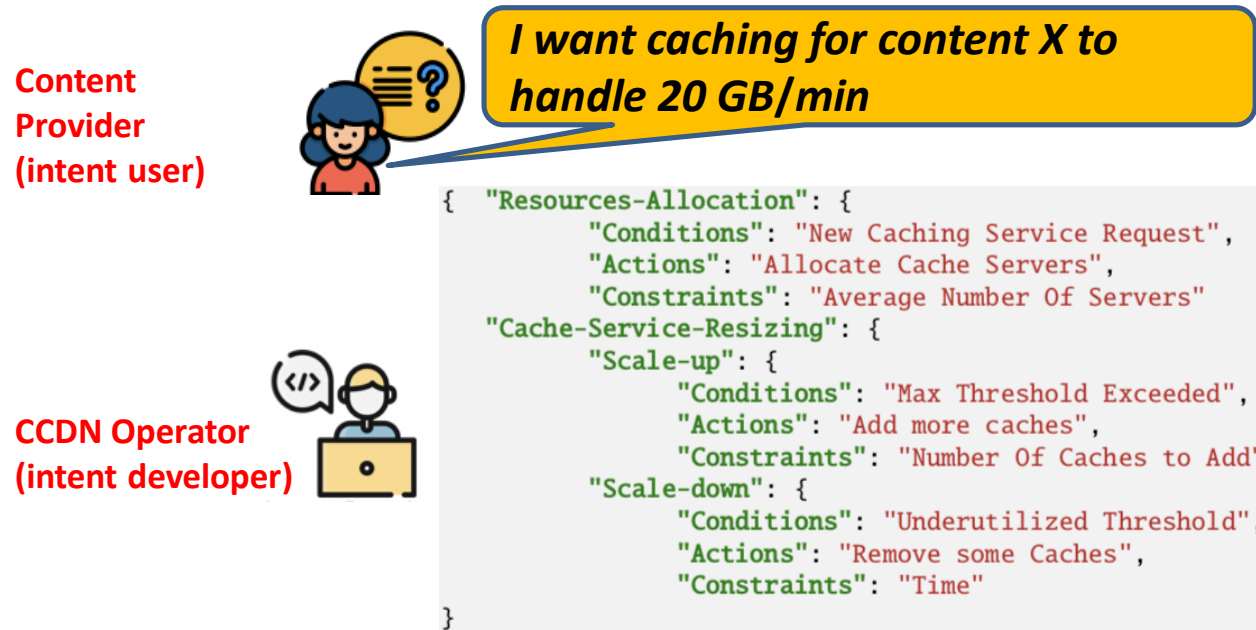 Content
Provider
(intent user)
I want caching for content X to
handle 20 GB/min
{ "Resources-Allocation": {
"Conditions": "New Caching Service Request",
"Actions": "Allocate Cache Servers",
"Constraints": "Average Number Of Servers"
"Cache-Service-Resizing": {
"Scale-up": {
"Conditions": "Max Threshold Exceeded",
"Actions": "Add more caches",
"Constraints": "Number Of Caches to Add"
"Scale-down": {
"Conditions": "Underutilized Threshold",
"Actions": "Remove some Caches",
"Constraints": "Time"
}
</>
CCDN Operator
(intent developer)